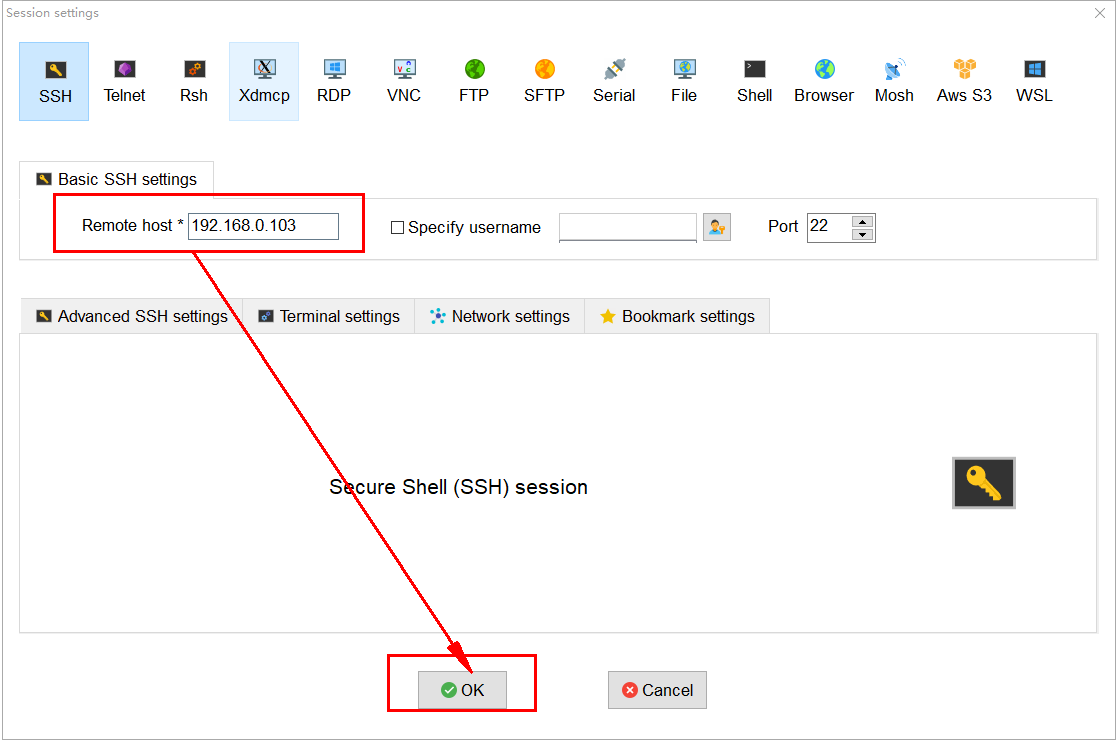 Session settings
SSH Telnet Rsh Xdmcp RDP VNC FTP SFTP Serial File Shell Browser Mosh Aws S3 WSL
Basic SSH settings
Remote host * 192.168.0.103 Specify username Port 22
Advanced SSH settings Terminal settings Network settings Bookmark settings
Secure Shell (SSH) session
OK Cancel